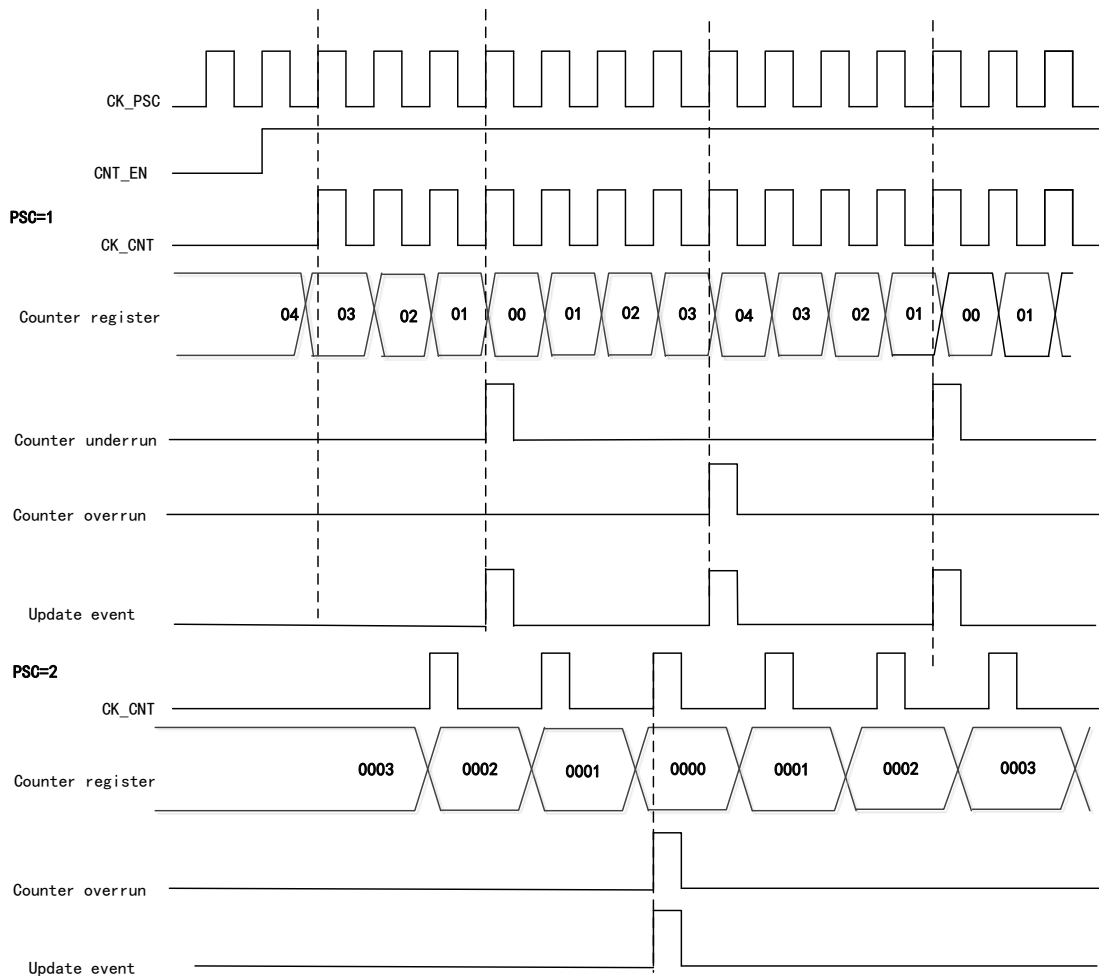 CK_PSC
CNT_EN
PSC=1
CK_CNT
Counter register 04 03 02 01 00 01 02 03 04 03 02 01 00 01
Counter underrun
Counter overrun
Update event
PSC=2
CK_CNT
Counter register 0003 0002 0001 0000 0001 0002 0003
Counter overrun
Update event